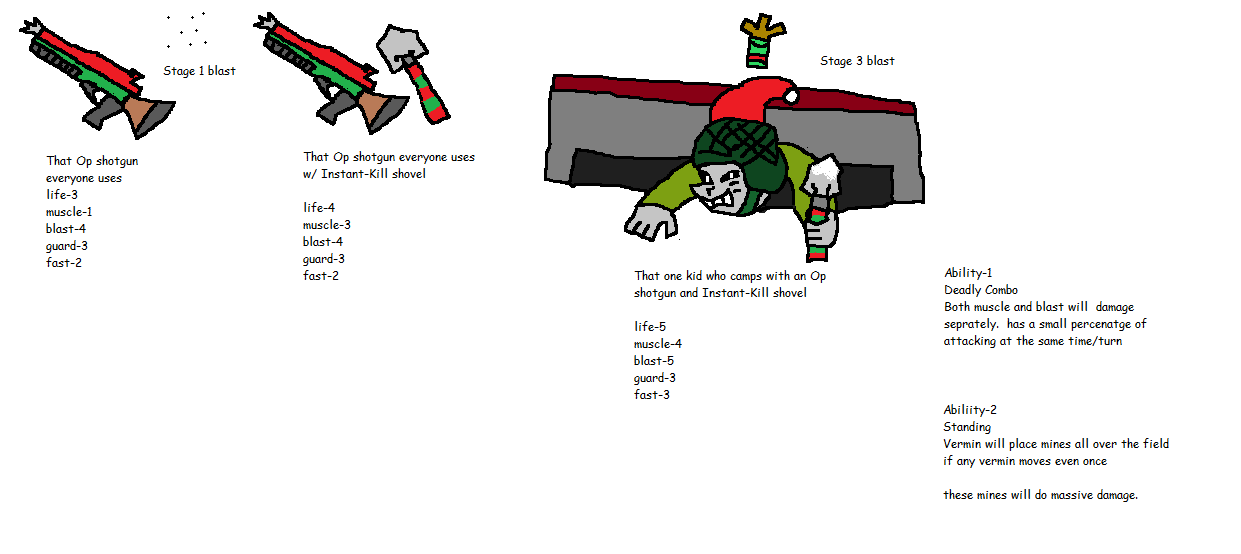 Stage 1 blast
That Op shotgun
everyone uses
life-3
muscle-1
blast-4
guard-3
fast-2
That Op shotgun everyone uses
w/ Instant-Kill shovel
life-4
muscle-3
blast-4
guard-3
fast-2
Stage 3 blast
That one kid who camps with an Op
shotgun and Instant-Kill shovel
life-5
muscle-4
blast-5
guard-3
fast-3
Ability-1
Deadly Combo
Both muscle and blast will  damage
seprately.  has a small percenatge of
attacking at the same time/turn
Abiliity-2
Standing
Vermin will place mines all over the field
if any vermin moves even once
these mines will do massive damage.